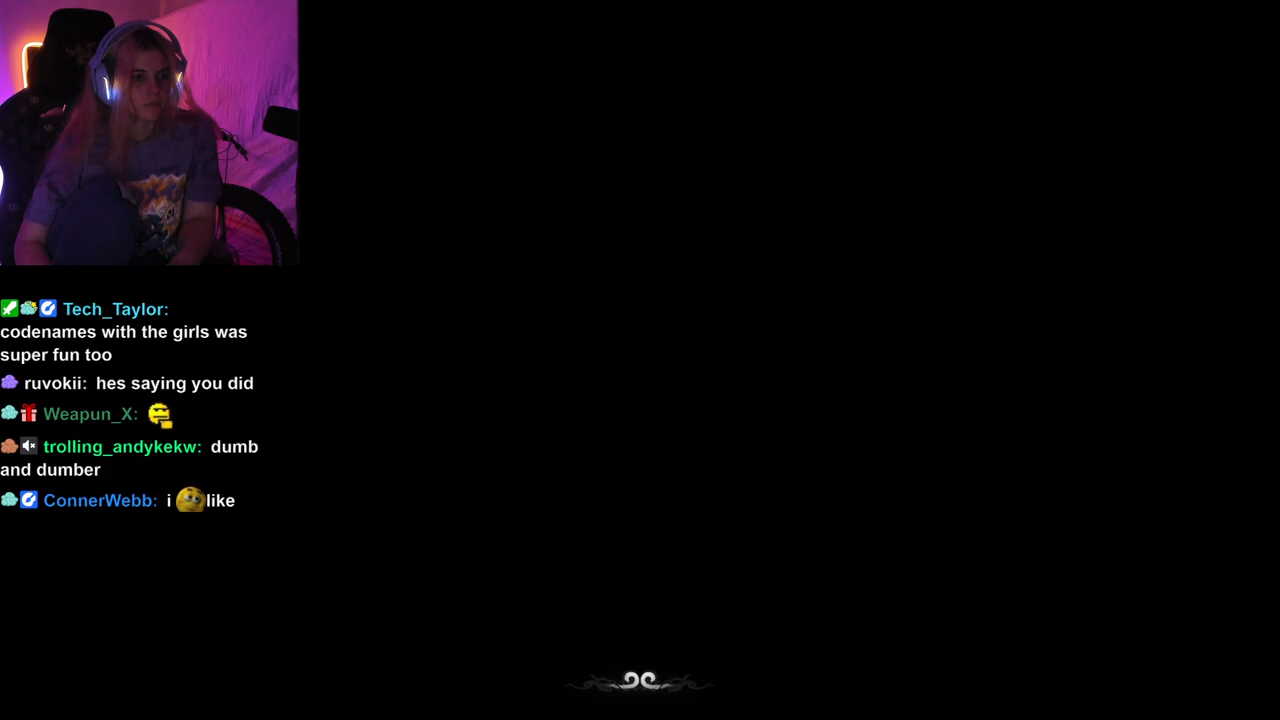 Tech_Taylor:
codenames with the girls was
super fun too
ruvokii: hes saying you did
Weapun_X:
trolling_andykekw: dumb
and dumber
ConnerWebb: i like